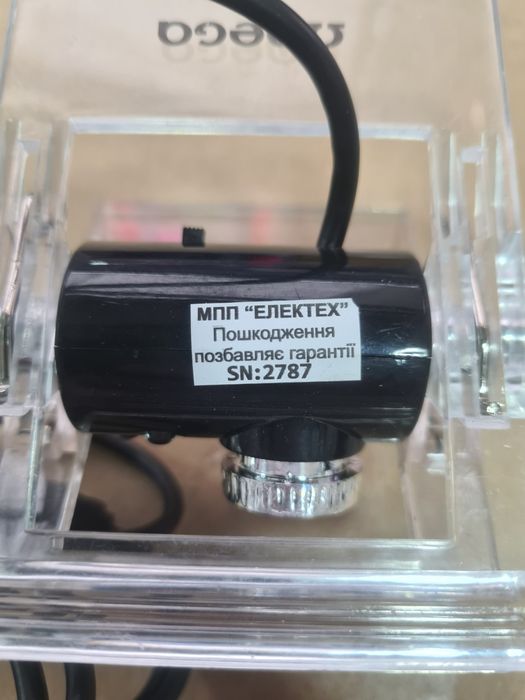 МПП “ЕЛЕКТЕХ”
Пошкодження
позбавляє гарантії
SN:2787